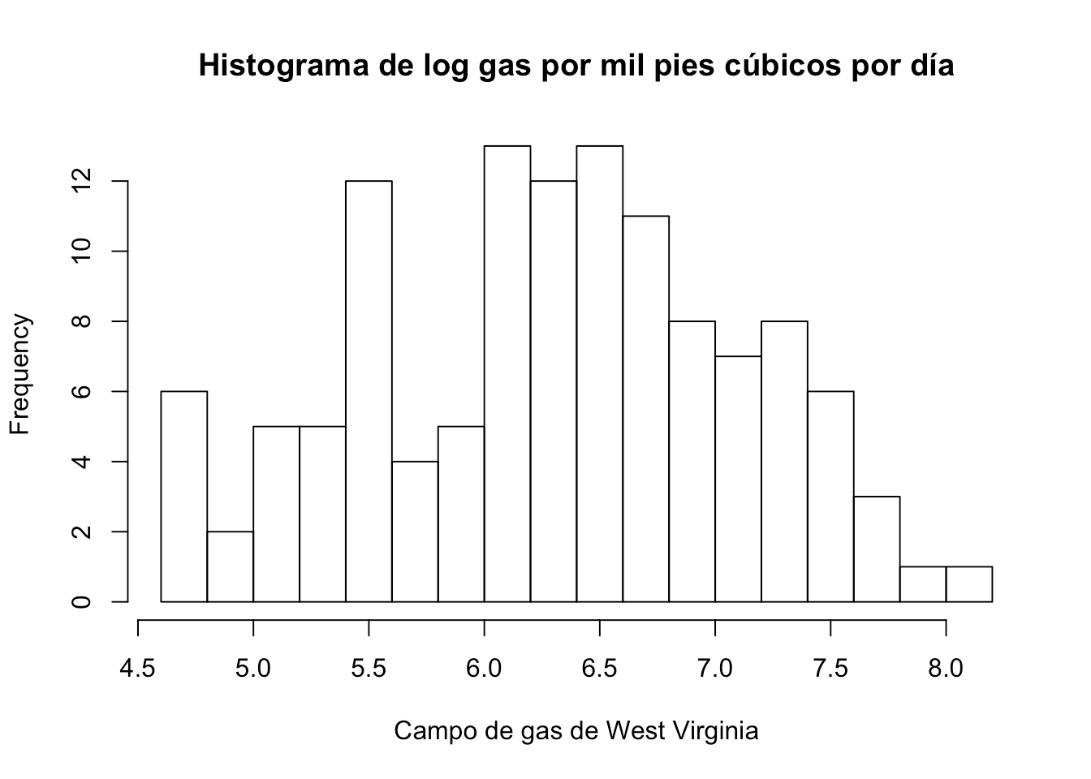 Histograma de log gas por mil pies cúbicos por día
12
10
8
6
4
2
0
Frequency
4.5 5.0 5.5 6.0 6.5 7.0 7.5 8.0
Campo de gas de West Virginia